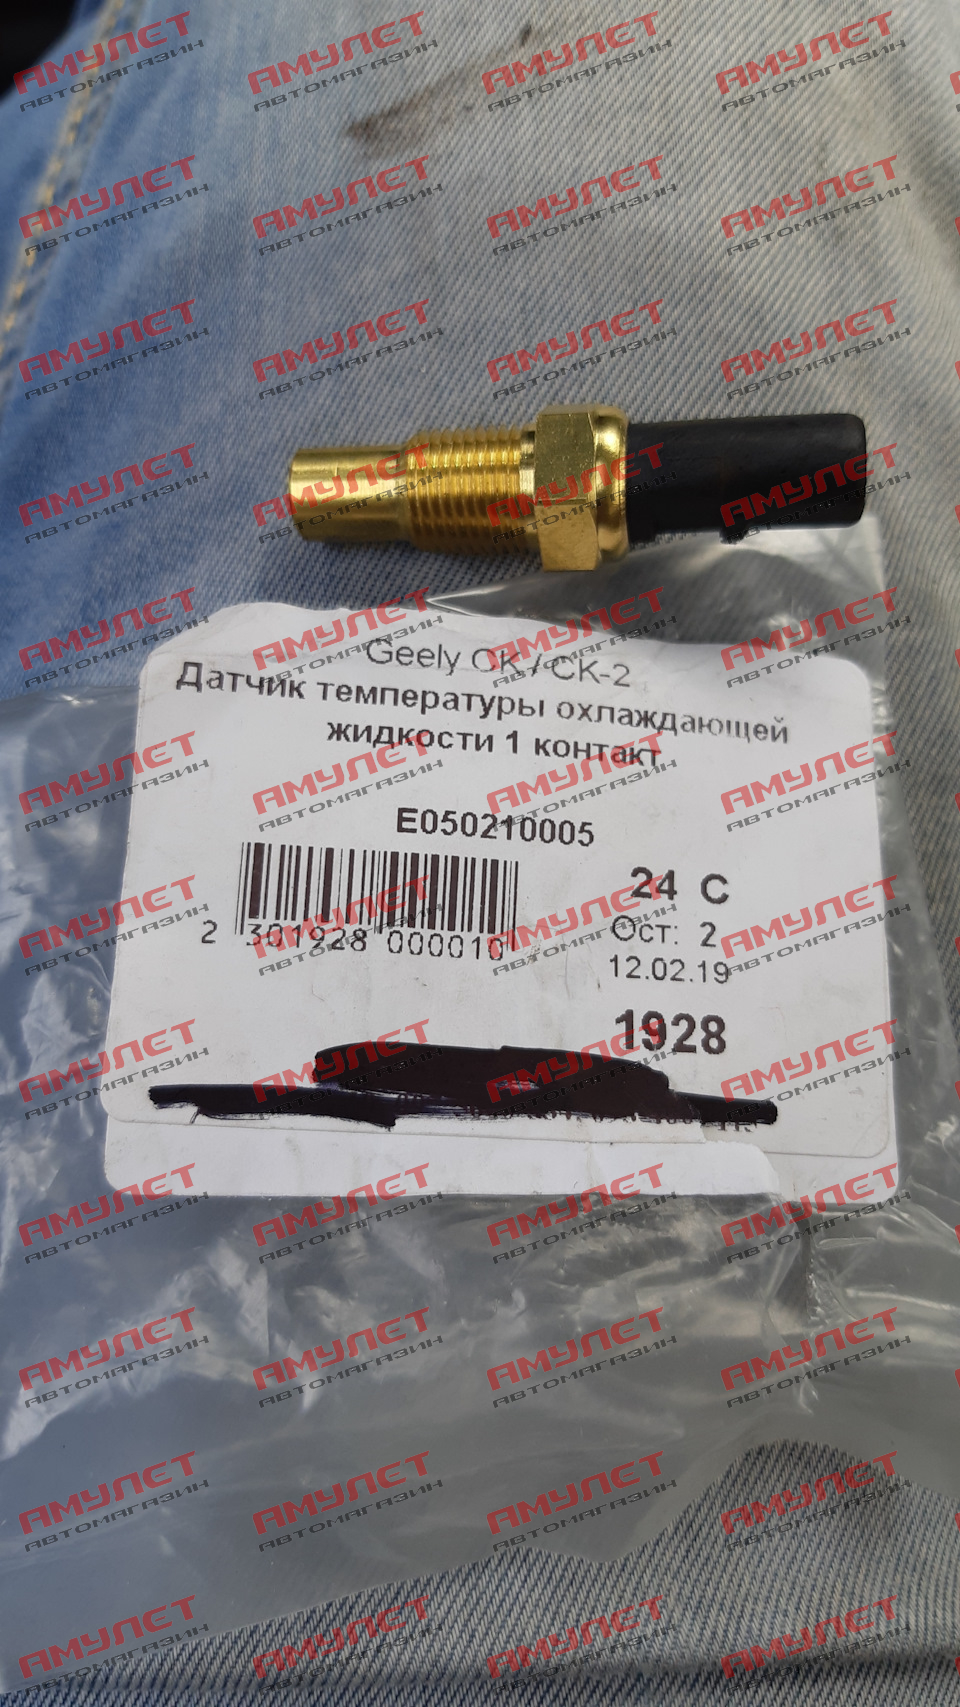 АМУЛЕТ
АВТОМАГАЗИН
Geely CK / CK-2
Датчик температуры охлаждающей
жидкости 1 контакт
E050210005
24 C
2 301928 000010
Ост: 2
12.02.19
1928